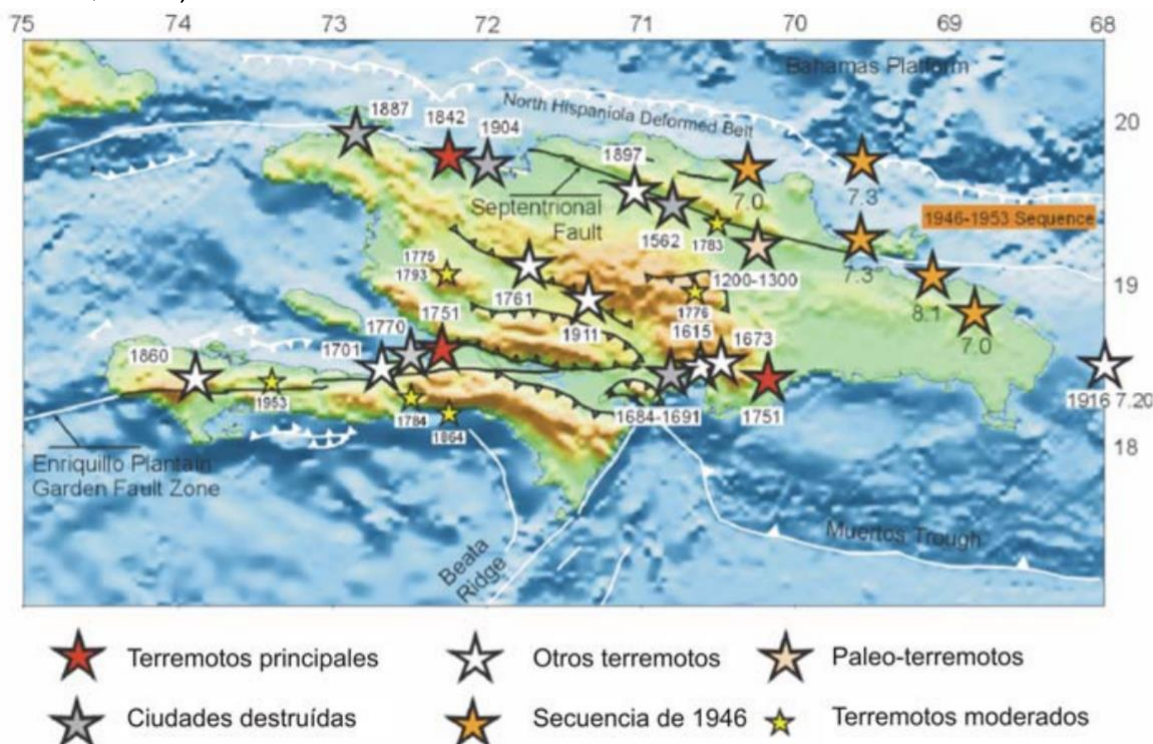 75 74 73 72 71 70 69 68
Bahamas Platform
North Hispaniola Deformed Belt
20
1887
1842
1904
1897
7.0
7.3
Septentrional
Fault
1562
1783
1946-1953 Sequence
7.3
1200-1300
19
1775
1793
1761
1911
1776
8.1
7.0
1770
1751
1615
1673
1860
1701
1953
1784
1864
1684-1691
1751
1916 7.20
18
Enriquillo Plantain
Garden Fault Zone
Beata
Ridge
Muertos Trough
Terremotos principales
Otros terremotos
Paleo-terremotos
Ciudades destruídas
Secuencia de 1946
Terremotos moderados